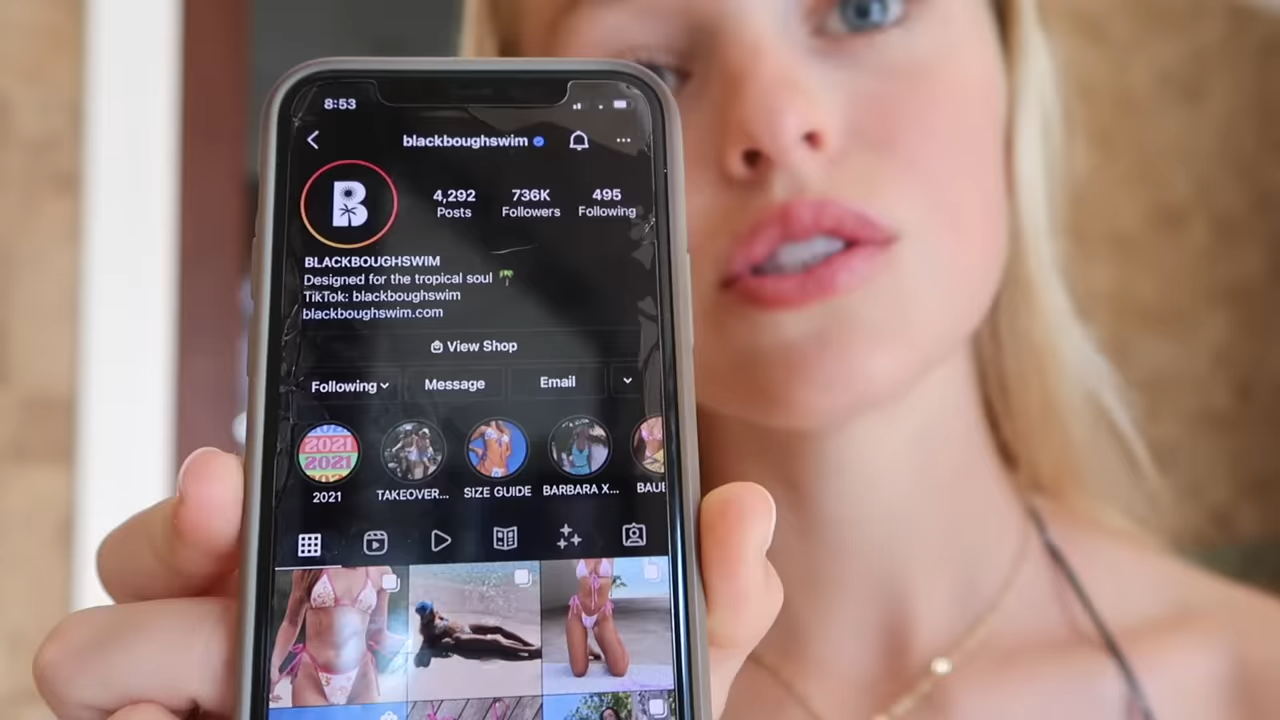 8:53
blackboughswim
B
4,292 736K 495
Posts Followers Following
BLACKBOUGHSWIM
Designed for the tropical soul 🌴
TikTok: blackboughswim
blackboughswim.com
View Shop
Following Message Email
2021
2021
2021 TAKEOVER... SIZE GUIDE BARBARA X... BAUE